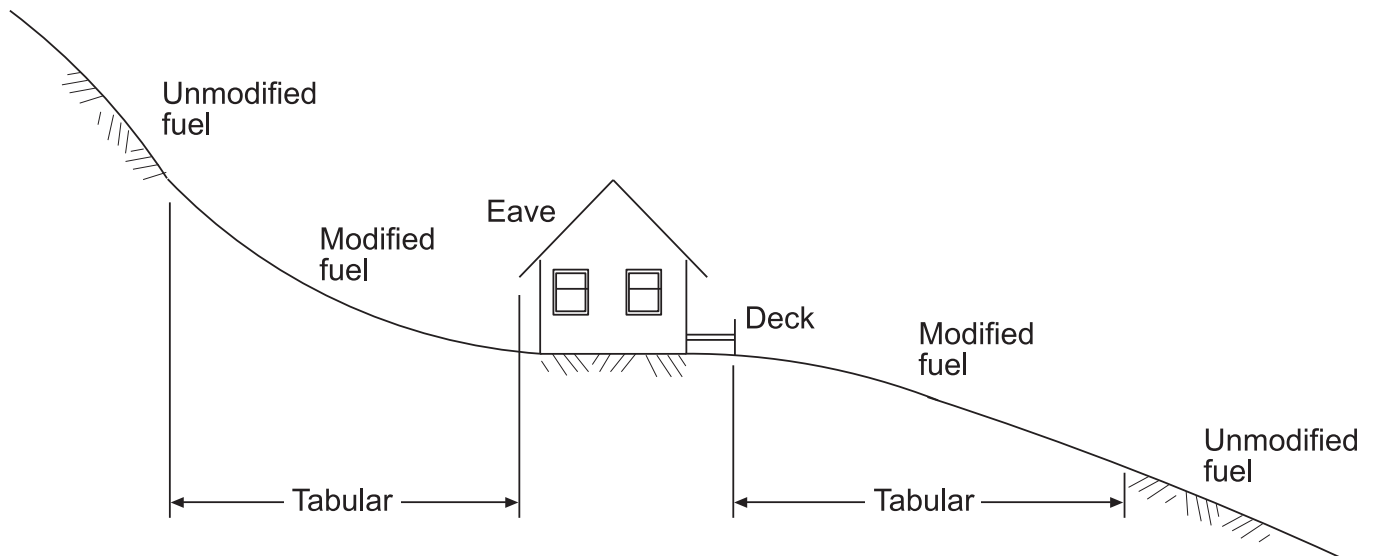 Unmodified
fuel
Eave
Modified
fuel
Deck
Modified
fuel
Unmodified
fuel
Tabular
Tabular